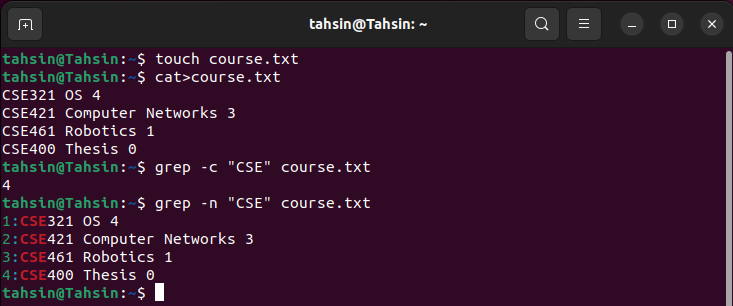 tahsin@Tahsin: ~
tahsin@Tahsin:~$ touch course.txt
tahsin@Tahsin:~$ cat>course.txt
CSE321 OS 4
CSE421 Computer Networks 3
CSE461 Robotics 1
CSE400 Thesis 0
tahsin@Tahsin:~$ grep -c "CSE" course.txt
4
tahsin@Tahsin:~$ grep -n "CSE" course.txt
1:CSE321 OS 4
2:CSE421 Computer Networks 3
3:CSE461 Robotics 1
4:CSE400 Thesis 0
tahsin@Tahsin:~$